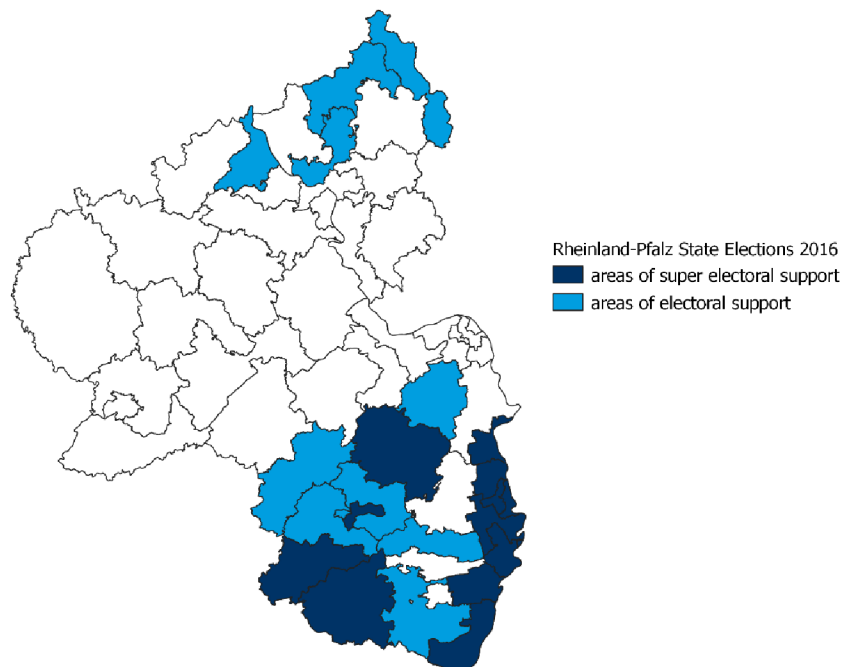 Rheinland-Pfalz State Elections 2016
areas of super electoral support
areas of electoral support